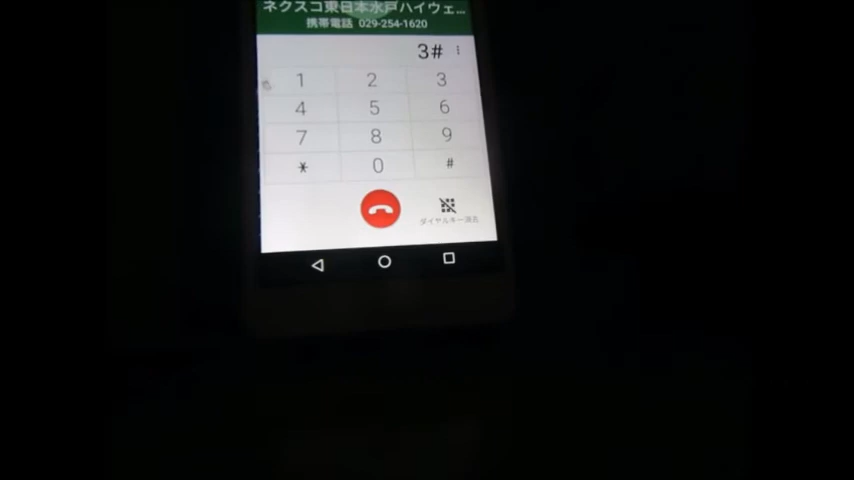 ネクスコ東日本水戸ハイウェ…
携帯電話 029-254-1620
3#
1 2 3
4 5 6
7 8 9
* 0 #
ダイヤルキー消去